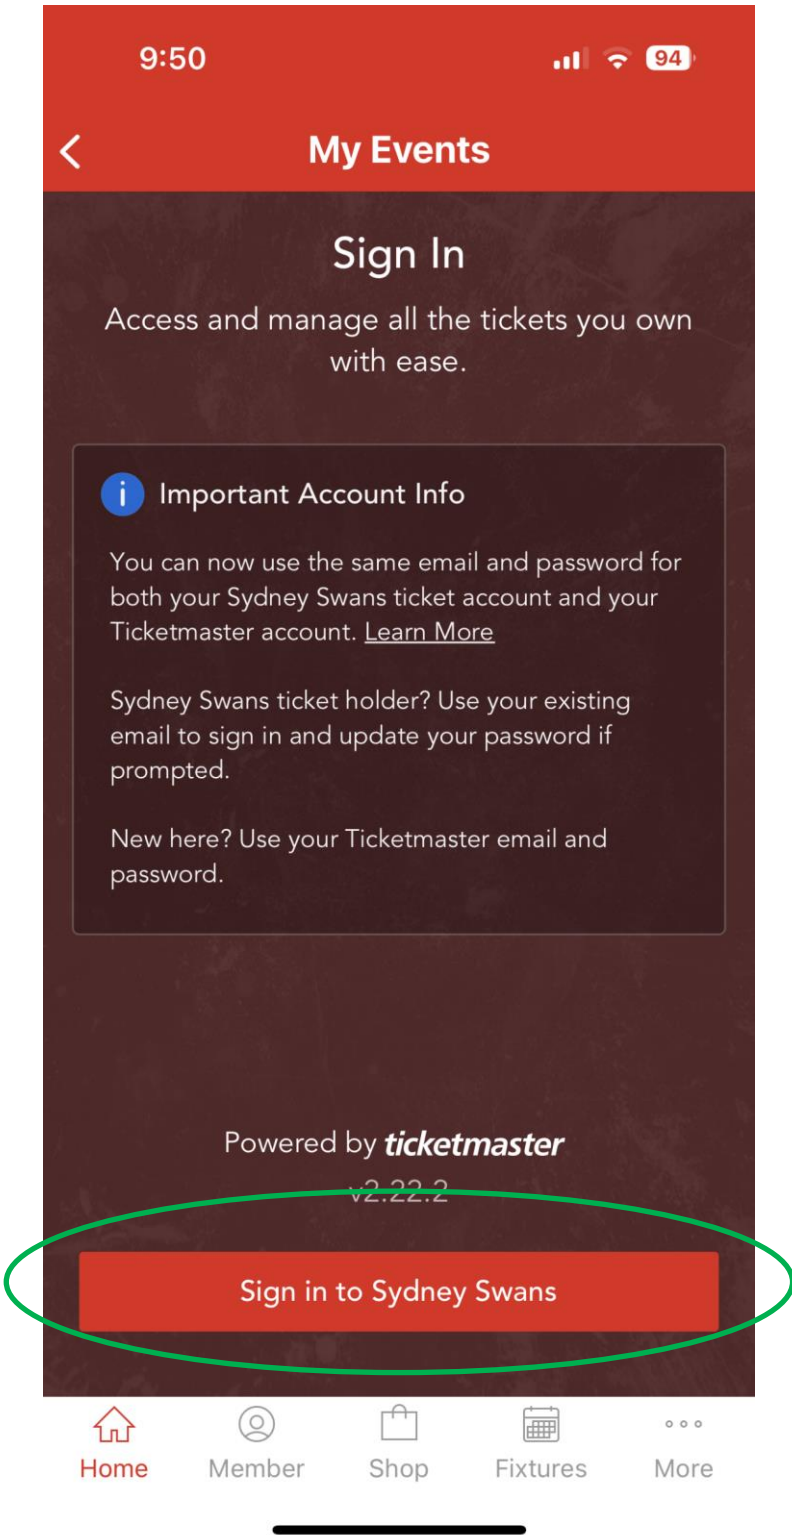 9:50
94
My Events
Sign In
Access and manage all the tickets you own
with ease.
i
Important Account Info
You can now use the same email and password for
both your Sydney Swans ticket account and your
Ticketmaster account. Learn More
Sydney Swans ticket holder? Use your existing
email to sign in and update your password if
prompted.
New here? Use your Ticketmaster email and
password.
Powered by ticketmaster
v2.22.2
Sign in to Sydney Swans
Home Member Shop Fixtures More